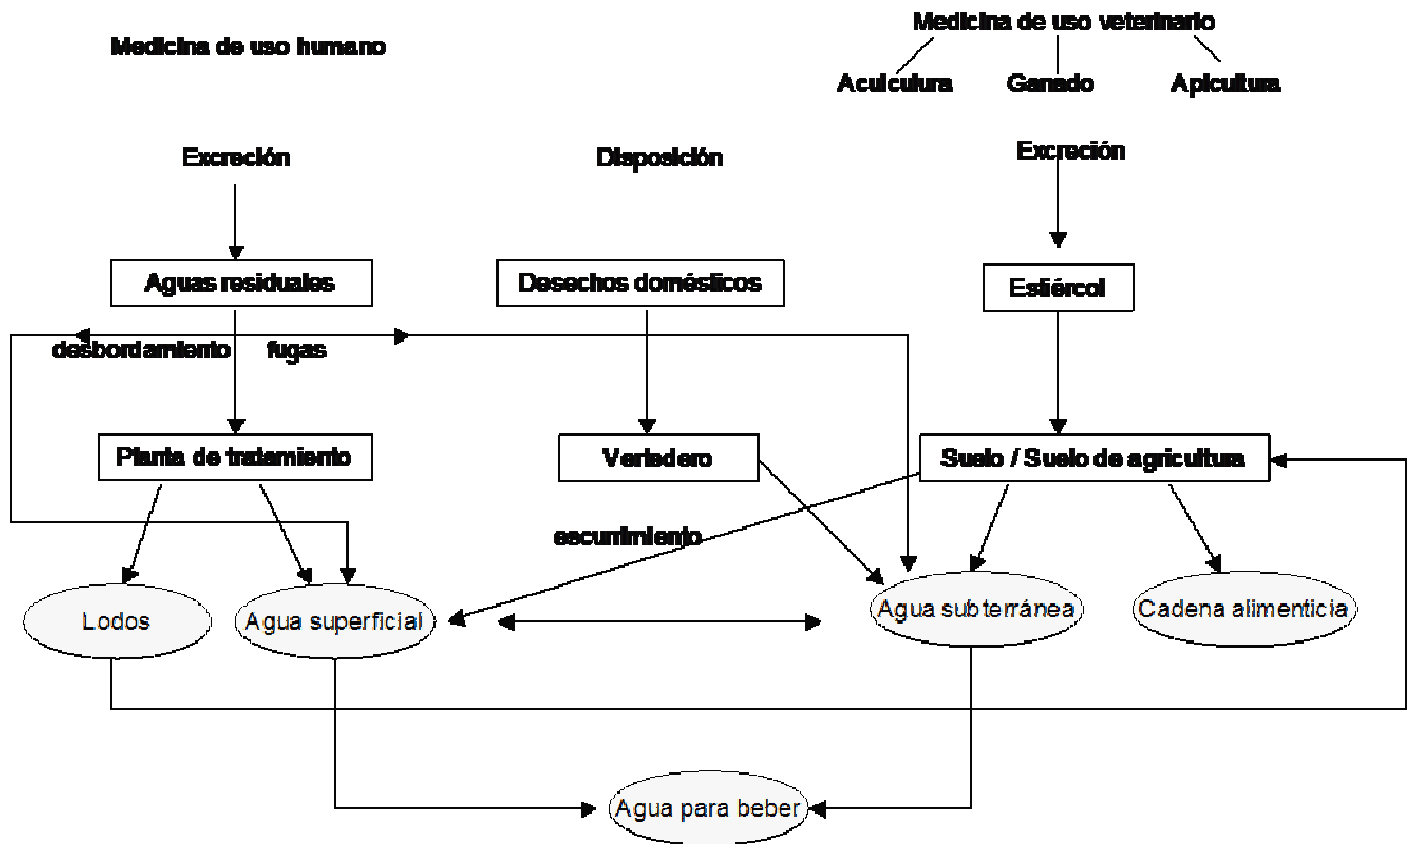 Medicina de uso veterinario
Medicina de uso humano
Acuicultura Ganado Apicultura
Excreción Disposición Excreción
Aguas residuales Desechos domésticos Estiércol
desbordamiento fugas
Planta de tratamiento Vertedero Suelo / Suelo de agricultura
escurrimiento
Lodos Agua superficial Agua subterránea Cadena alimenticia
Agua para beber